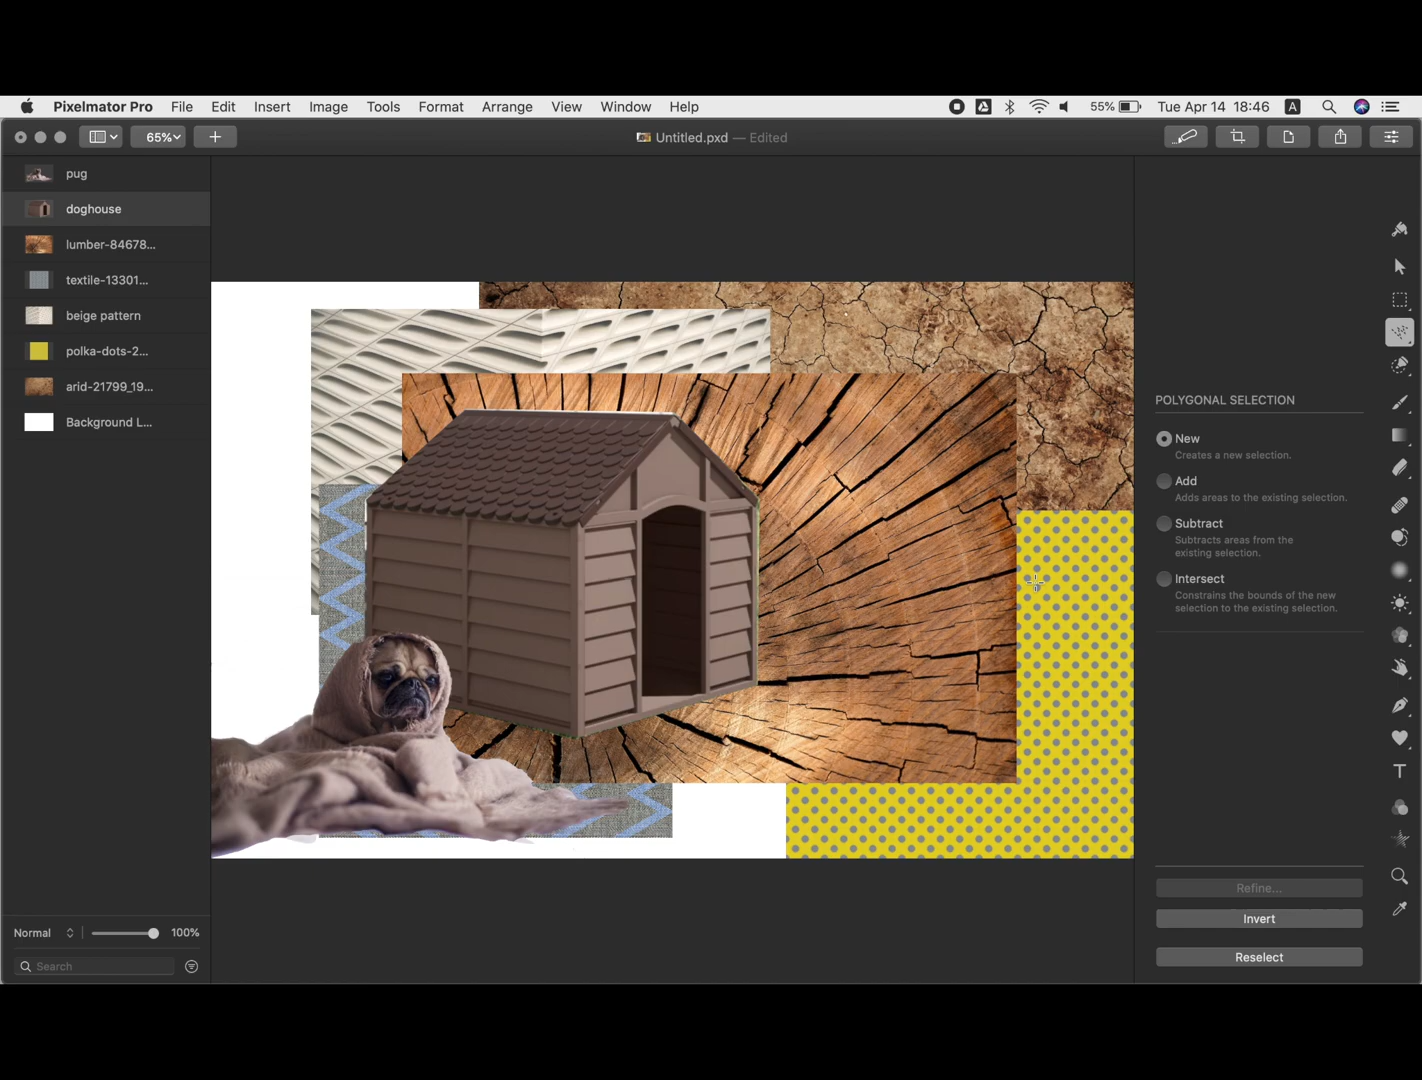 Pixelmator Pro File Edit Insert Image Tools Format Arrange View Window Help 55% Tue Apr 14 18:46 A
65% Untitled.pxd — Edited
pug
doghouse
lumber-84678...
textile-13301...
beige pattern
polka-dots-2...
arid-21799_19...
Background L...
Normal 100%
Search
POLYGONAL SELECTION
New
Creates a new selection.
Add
Adds areas to the existing selection.
Subtract
Subtracts areas from the
existing selection.
Intersect
Constrains the bounds of the new
selection to the existing selection.
T
Refine...
Invert
Reselect